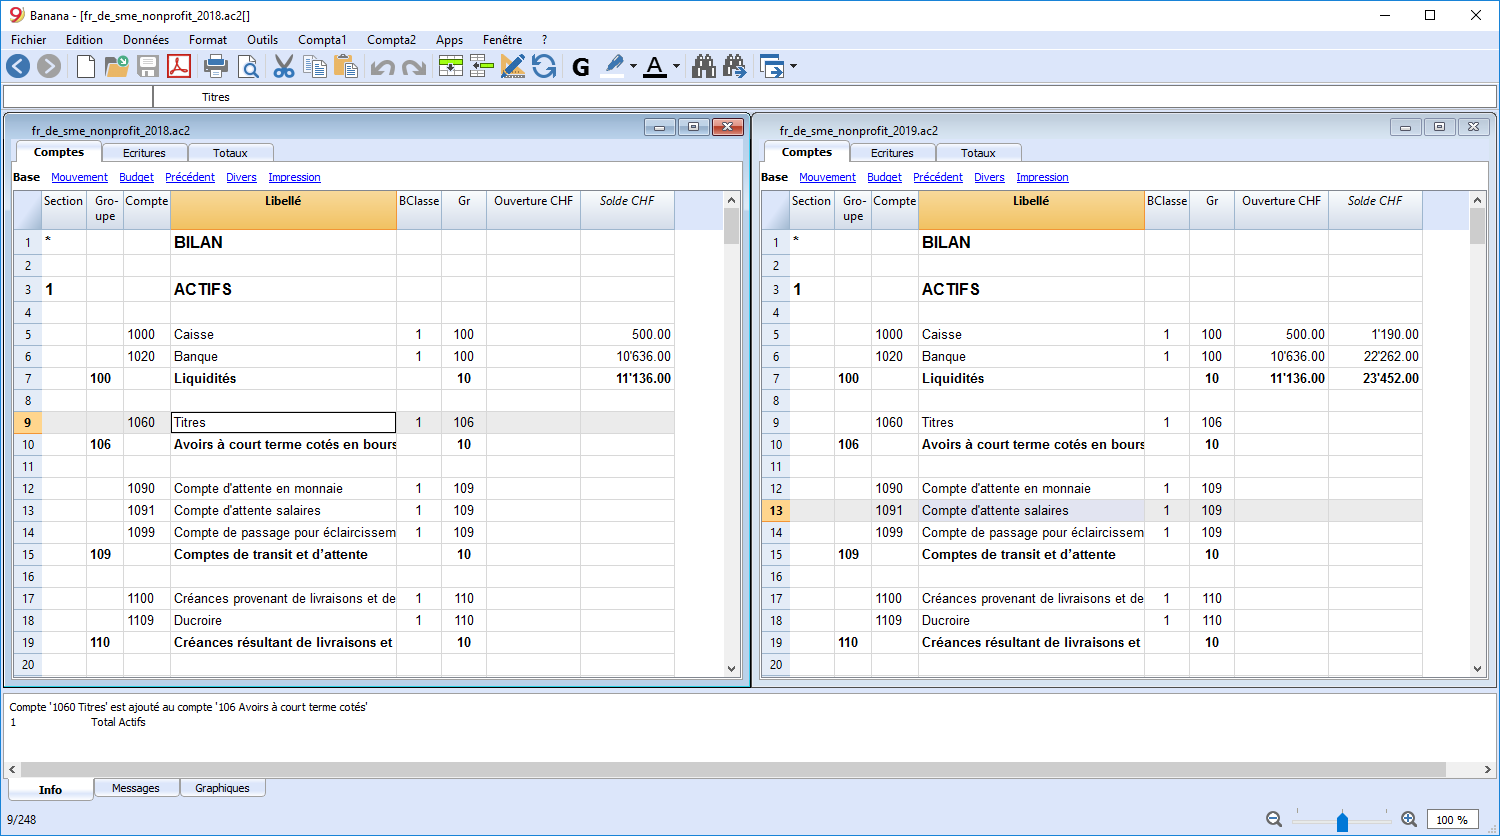 Banana - [fr_de_sme_nonprofit_2018.ac2[]
Fichier Edition Données Format Outils Compta1 Compta2 Apps Fenêtre ?
G A
Titres
fr_de_sme_nonprofit_2018.ac2
Comptes Ecritures Totaux
Base Mouvement Budget Précédent Divers Impression
Section Gro-upe Compte Libellé BClasse Gr Ouverture CHF Solde CHF
1 * BILAN
2
3 1 ACTIFS
4
5 1000 Caisse 1 100 500.00
6 1020 Banque 1 100 10'636.00
7 100 Liquidités 10 11'136.00
8
9 1060 Titres 1 106
10 106 Avoirs à court terme cotés en bours 10
11
12 1090 Compte d'attente en monnaie 1 109
13 1091 Compte d'attente salaires 1 109
14 1099 Compte de passage pour éclaircissem 1 109
15 109 Comptes de transit et d’attente 10
16
17 1100 Créances provenant de livraisons et de 1 110
18 1109 Ducroire 1 110
19 110 Créances résultant de livraisons et 10
20
fr_de_sme_nonprofit_2019.ac2
Comptes Ecritures Totaux
Base Mouvement Budget Précédent Divers Impression
Section Gro-upe Compte Libellé BClasse Gr Ouverture CHF Solde CHF
1 * BILAN
2
3 1 ACTIFS
4
5 1000 Caisse 1 100 500.00 1'190.00
6 1020 Banque 1 100 10'636.00 22'262.00
7 100 Liquidités 10 11'136.00 23'452.00
8
9 1060 Titres 1 106
10 106 Avoirs à court terme cotés en bours 10
11
12 1090 Compte d'attente en monnaie 1 109
13 1091 Compte d'attente salaires 1 109
14 1099 Compte de passage pour éclaircissem 1 109
15 109 Comptes de transit et d’attente 10
16
17 1100 Créances provenant de livraisons et de 1 110
18 1109 Ducroire 1 110
19 110 Créances résultant de livraisons et 10
20
Compte '1060 Titres' est ajouté au compte '106 Avoirs à court terme cotés'
1 Total Actifs
Info Messages Graphiques
9/248 100 %